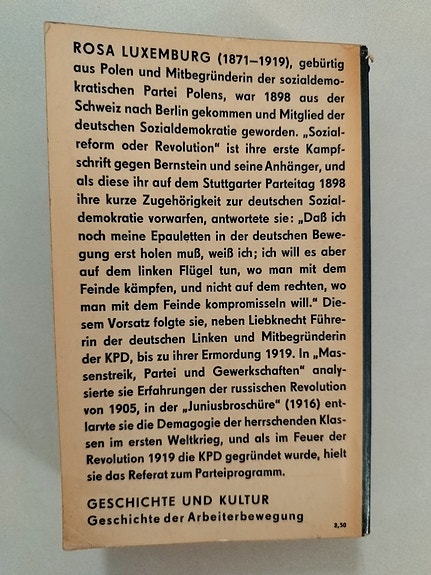 ROSA LUXEMBURG (1871—1919), gebürtig
aus Polen und Mitbegründerin der sozialdemo-
kratischen Partei Polens, war 1898 aus der
Schweiz nach Berlin gekommen und Mitglied der
deutschen Sozialdemokratie geworden. „Sozial-
reform oder Revolution“ ist ihre erste Kampf-
schrift gegen Bernstein und seine Anhänger, und
als diese ihr auf dem Stuttgarter Parteitag 1898
ihre kurze Zugehörigkeit zur deutschen Sozial-
demokratie vorwarfen, antwortete sie: „Daß ich
noch meine Epauletten in der deutschen Bewe-
gung erst holen muß, weiß ich; ich will es aber
auf dem linken Flügel tun, wo man mit dem
Feinde kämpfen, und nicht auf dem rechten, wo
man mit dem Feinde kompromisseln will.“ Die-
sem Vorsatz folgte sie, neben Liebknecht Führe-
rin der deutschen Linken und Mitbegründerin
der KPD, bis zu ihrer Ermordung 1919. In „Mas-
senstreik, Partei und Gewerkschaften“ analy-
sierte sie Erfahrungen der russischen Revolution
von 1905, in der „Juniusbroschüre“ (1916) ent-
larvte sie die Demagogie der herrschenden Klas-
sen im ersten Weltkrieg, und als im Feuer der
Revolution 1919 die KPD gegründet wurde, hielt
sie das Referat zum Parteiprogramm.
GESCHICHTE UND KULTUR
Geschichte der Arbeiterbewegung
3,50